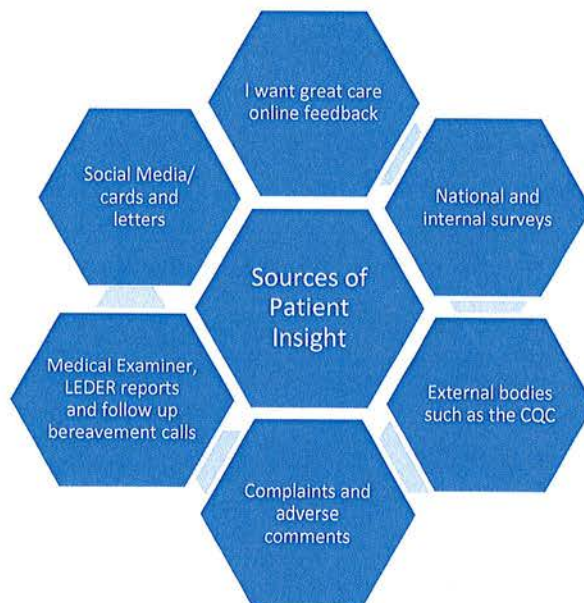 I want great care
online feedback
Social Media/
cards and
letters
National and
internal surveys
Sources of
Patient
Insight
Medical Examiner,
LEDER reports
and follow up
bereavement calls
External bodies
such as the CQC
Complaints and
adverse
comments